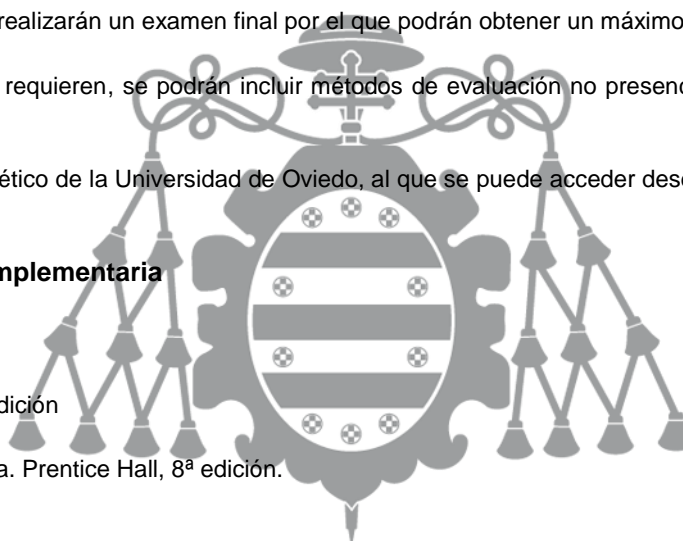 realizarán un examen final por el que podrán obtener un máximo
requieren, se podrán incluir métodos de evaluación no presenc
ético de la Universidad de Oviedo, al que se puede acceder des
mplementaria
dición
a. Prentice Hall, 8ª edición.